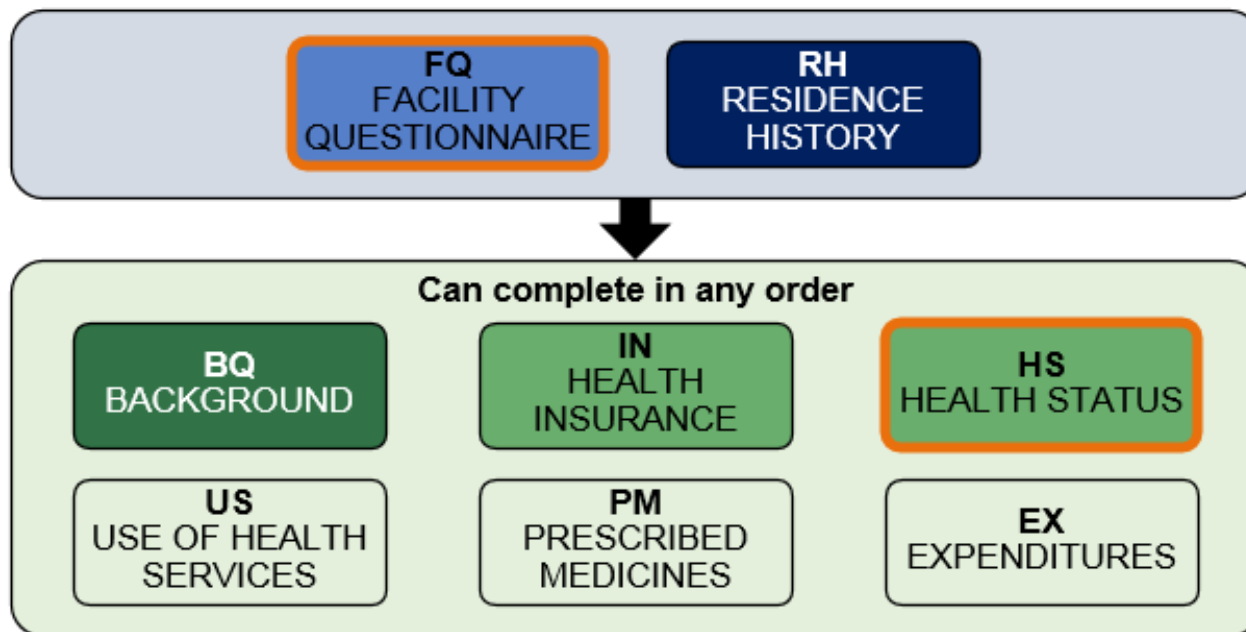 FQ
FACILITY
QUESTIONNAIRE
RH
RESIDENCE
HISTORY
Can complete in any order
BQ
BACKGROUND
IN
HEALTH
INSURANCE
HS
HEALTH STATUS
US
USE OF HEALTH
SERVICES
PM
PRESCRIBED
MEDICINES
EX
EXPENDITURES